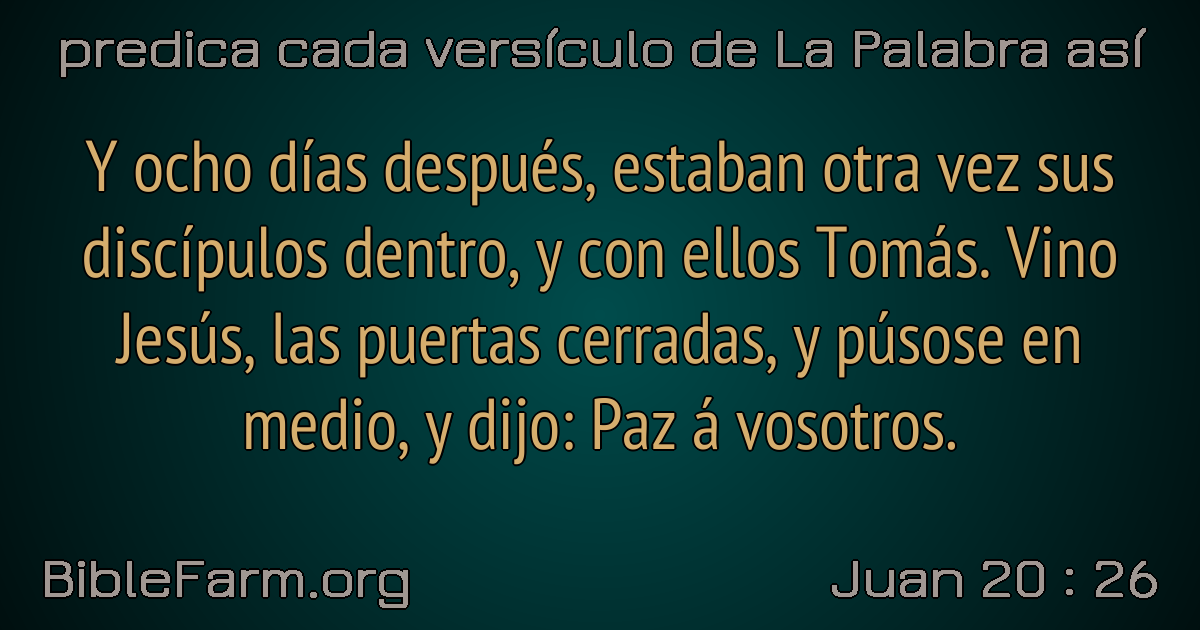 predica cada versículo de La Palabra así
Y ocho días después, estaban otra vez sus
discípulos dentro, y con ellos Tomás. Vino
Jesús, las puertas cerradas, y púsose en
medio, y dijo: Paz á vosotros.
BibleFarm.org
Juan 20 : 26